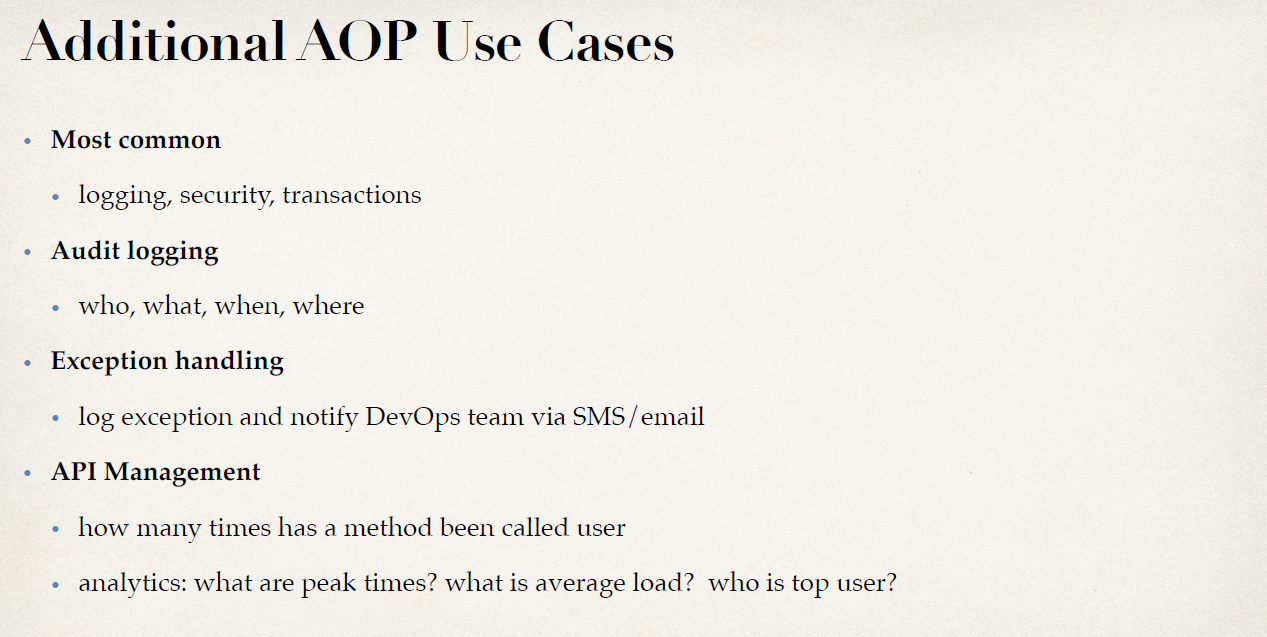 Additional AOP Use Cases
• Most common
• logging, security, transactions
• Audit logging
• who, what, when, where
• Exception handling
• log exception and notify DevOps team via SMS/email
• API Management
• how many times has a method been called user
• analytics: what are peak times? what is average load?  who is top user?